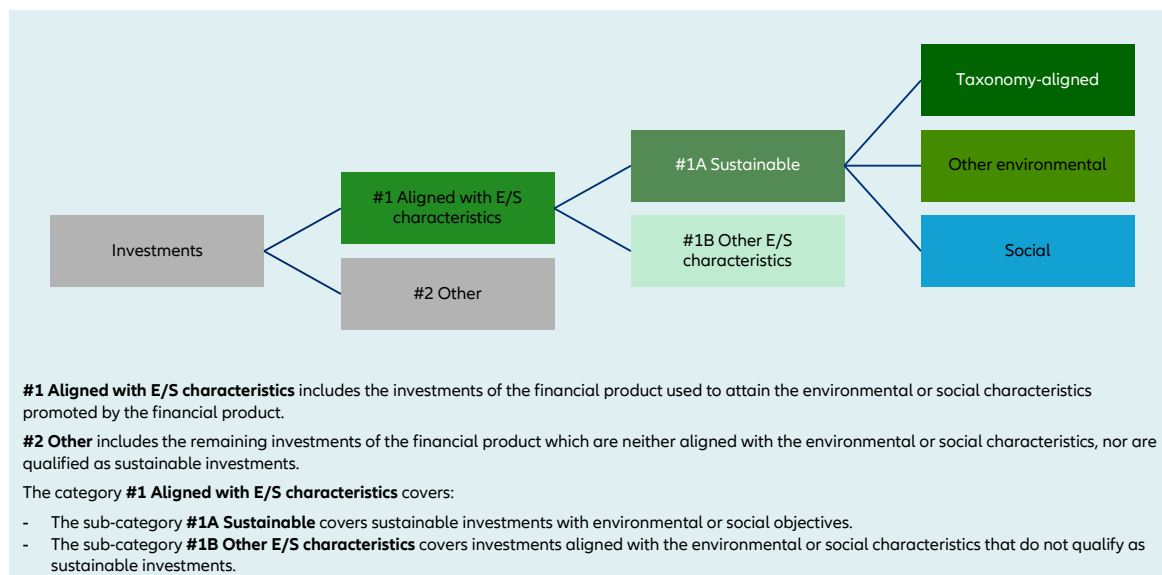 Taxonomy-aligned
#1A Sustainable
Other environmental
#1 Aligned with E/S
characteristics
Investments
#1B Other E/S
characteristics
Social
#2 Other
#1 Aligned with E/S characteristics includes the investments of the financial product used to attain the environmental or social characteristics
promoted by the financial product.
#2 Other includes the remaining investments of the financial product which are neither aligned with the environmental or social characteristics, nor are
qualified as sustainable investments.
The category #1 Aligned with E/S characteristics covers:
- The sub-category #1A Sustainable covers sustainable investments with environmental or social objectives.
- The sub-category #1B Other E/S characteristics covers investments aligned with the environmental or social characteristics that do not qualify as
sustainable investments.